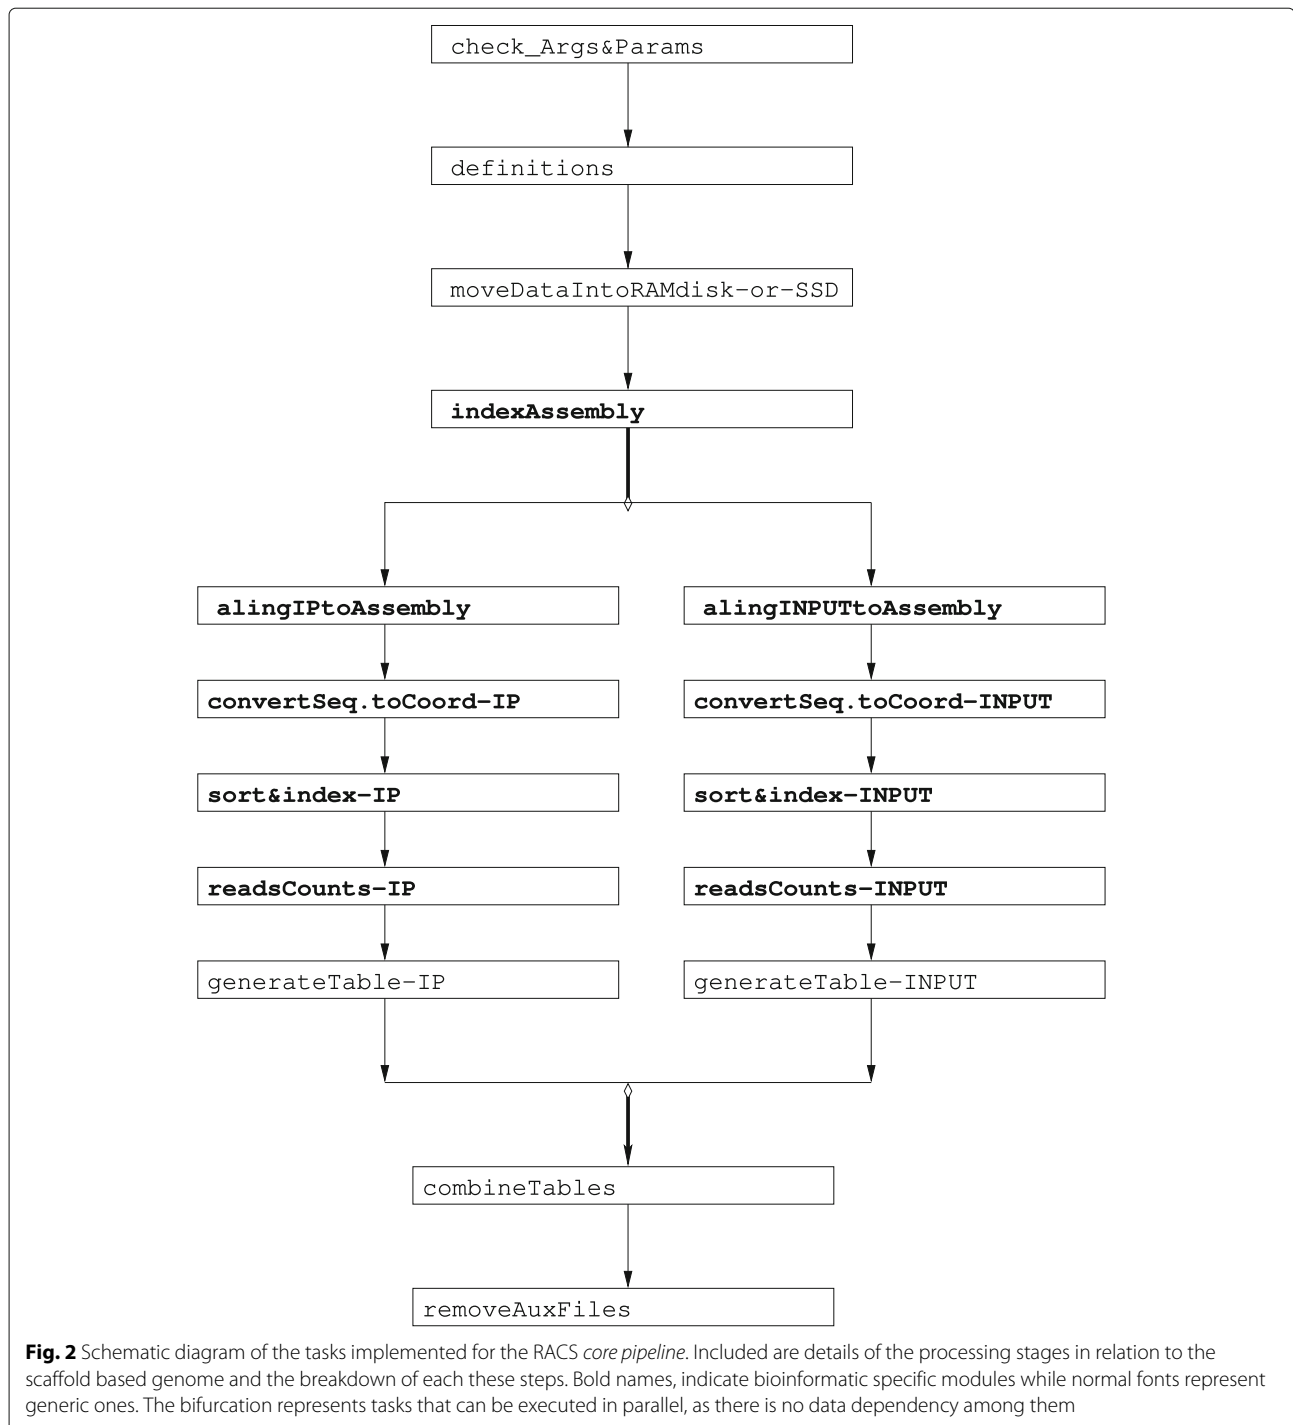 check_Args&Params
definitions
moveDataIntoRAMdisk-or-SSD
indexAssembly
alingIPtoAssembly
alingINPUTtoAssembly
convertSeq.toCoord-IP
convertSeq.toCoord-INPUT
sort&index-IP
sort&index-INPUT
readsCounts-IP
readsCounts-INPUT
generateTable-IP
generateTable-INPUT
combineTables
removeAuxFiles
Fig. 2 Schematic diagram of the tasks implemented for the RACS core pipeline. Included are details of the processing stages in relation to the
scaffold based genome and the breakdown of each these steps. Bold names, indicate bioinformatic specific modules while normal fonts represent
generic ones. The bifurcation represents tasks that can be executed in parallel, as there is no data dependency among them